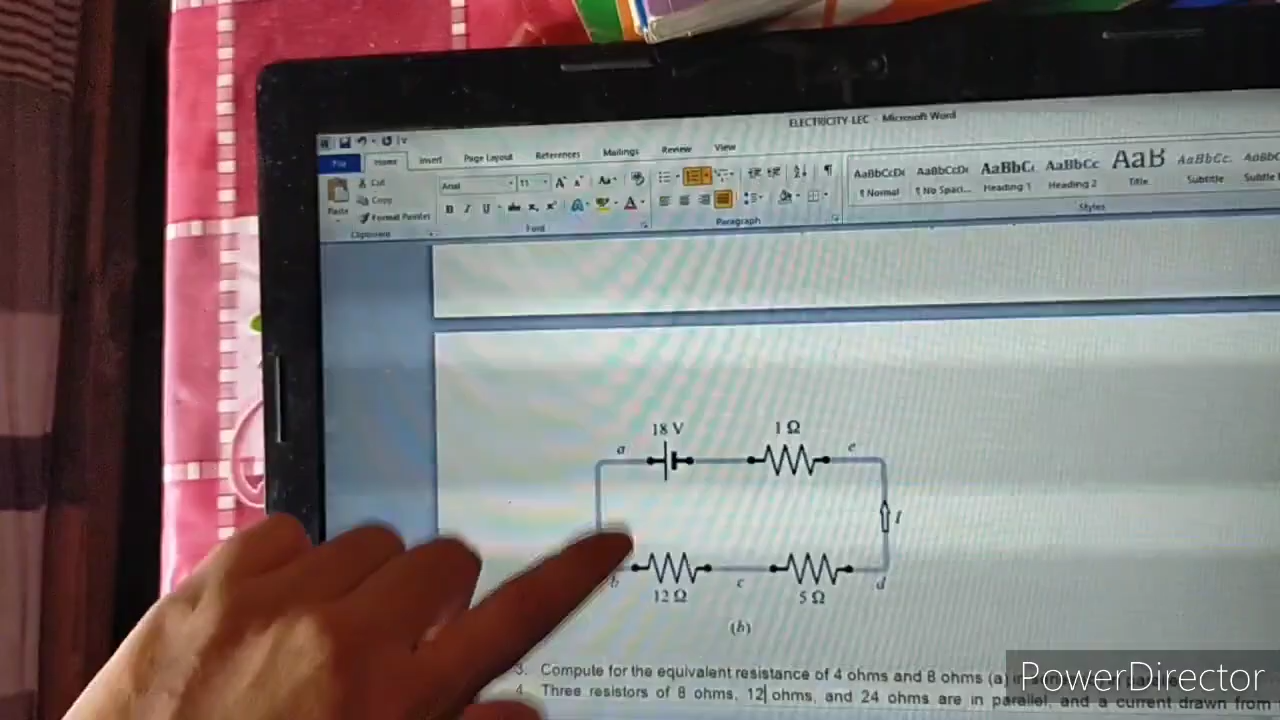 ELECTRICITY-LEC - Microsoft Word
File Home Insert Page Layout References Mailings Review View
Paste Cut Copy Format Painter
Clipboard
Arial 11
B I U abc
Font
Paragraph
AaBbCcDc AaBbCcDc AaBbC AaBbCc AaB AaBbCc.
¶ Normal ¶ No Spaci... Heading 1 Heading 2 Title Subtitle
Styles
18 V 1 Ω
a e
I
b c d
12 Ω 5 Ω
(b)
3. Compute for the equivalent resistance of 4 ohms and 8 ohms (a)
4. Three resistors of 8 ohms, 12 ohms, and 24 ohms are in parallel, and a current drawn from
PowerDirector